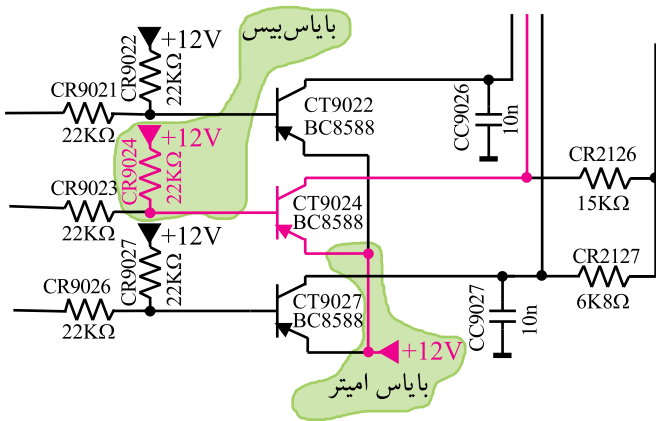 بایاس بیس
+12V
CR9022
22KΩ
CR9021
22KΩ
CT9022
BC8588
CC9026
10n
+12V
CR9024
22KΩ
CR9023
22KΩ
CT9024
BC8588
CR2126
15KΩ
+12V
CR9027
22KΩ
CR9026
22KΩ
CT9027
BC8588
CC9027
10n
CR2127
6K8Ω
+12V
بایاس امیتر